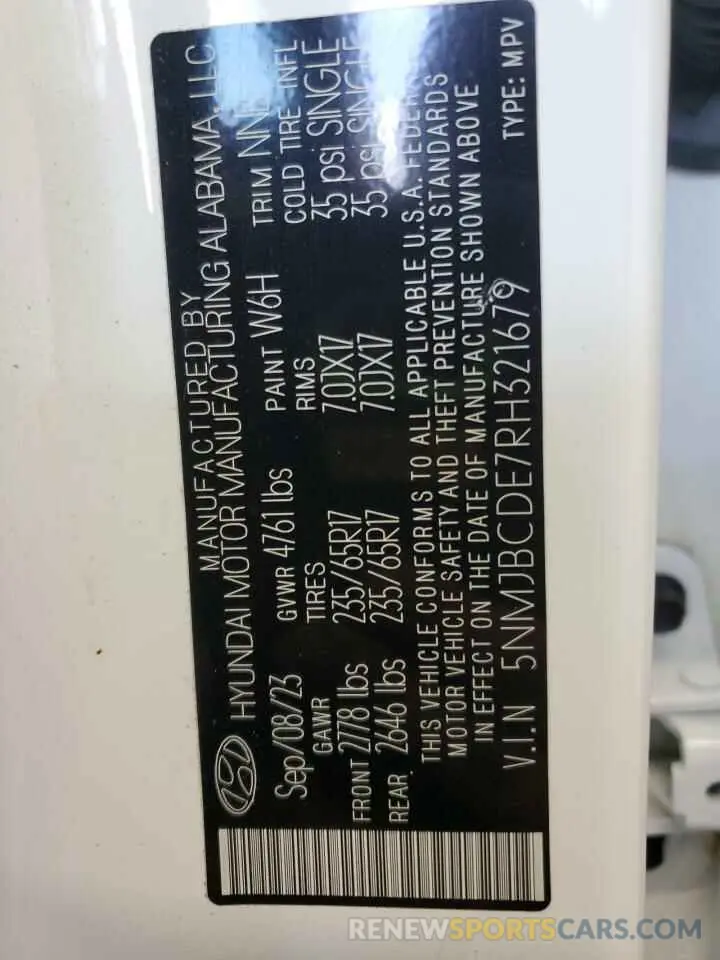 MANUFACTURED BY
HYUNDAI MOTOR MANUFACTURING ALABAMA, LLC
Sep/08/23 GVWR 4761 lbs PAINT W6H TRIM
GAWR TIRES RIMS COLD TIRE INFL
FRONT 2778 lbs 235/65R17 7.0JX17 35 psi SINGLE
REAR 2646 lbs 235/65R17 7.0JX17 35 psi SINGLE
THIS VEHICLE CONFORMS TO ALL APPLICABLE U.S.A. FEDERAL
MOTOR VEHICLE SAFETY AND THEFT PREVENTION STANDARDS
IN EFFECT ON THE DATE OF MANUFACTURE SHOWN ABOVE
V.I.N 5NMJBCDE7RH321679 TYPE: MPV
RENEWSPORTSCARS.COM